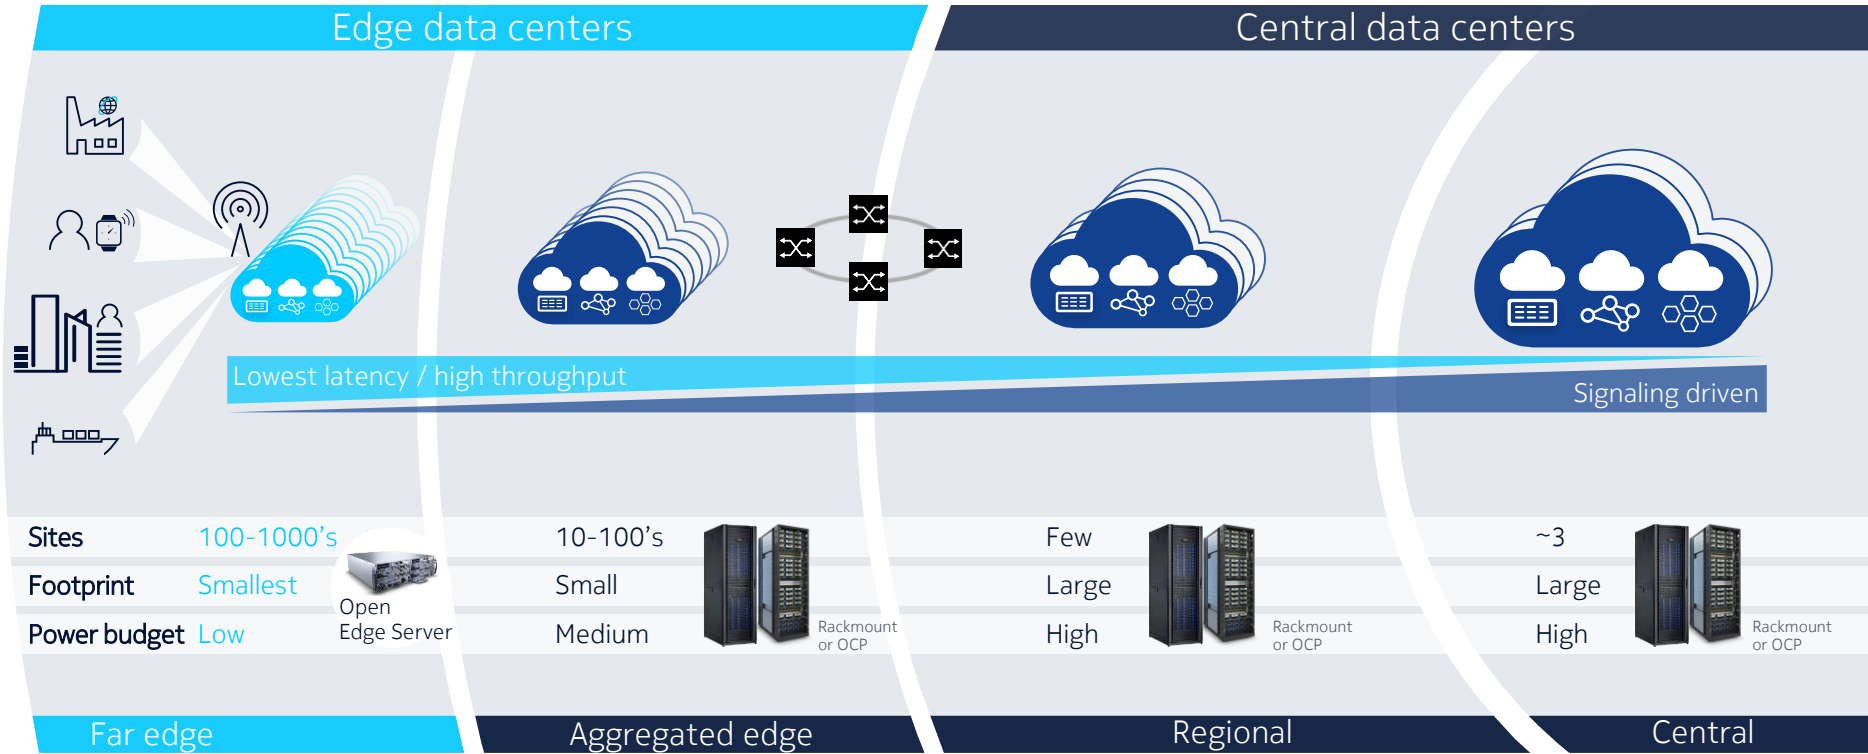 Edge data centers
Central data centers
Lowest latency / high throughput
Signaling driven
Sites 100-1000's 10-100's Few ~3
Footprint Smallest Small Large Large
Power budget Low Medium High High
Open
Edge Server
Rackmount
or OCP
Rackmount
or OCP
Rackmount
or OCP
Far edge
Aggregated edge
Regional
Central